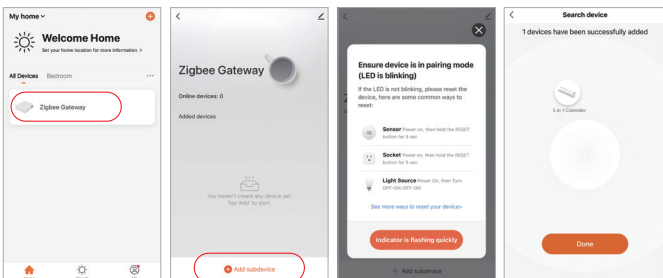 My home
Welcome Home
Set your home location for more information >
All Devices Bedroom ...
Zigbee Gateway
Zigbee Gateway
Online devices: 0
Added devices
You haven't create any device yet.
Tap 'Add' to start.
Add subdevice
Ensure device is in pairing mode
(LED is blinking)
If the LED is not blinking, please reset the
device, here are some common ways to
reset:
Sensor Power on, then hold the RESET
button for 5 sec
Socket Power on, then hold the RESET
button for 5 sec
Light Source Power On, then Turn
OFF-ON-OFF-ON
See more ways to reset your device>
Indicator is flashing quickly
+ Add subdevice
Search device
1 devices have been successfully added
5 in 1 Controller
Done